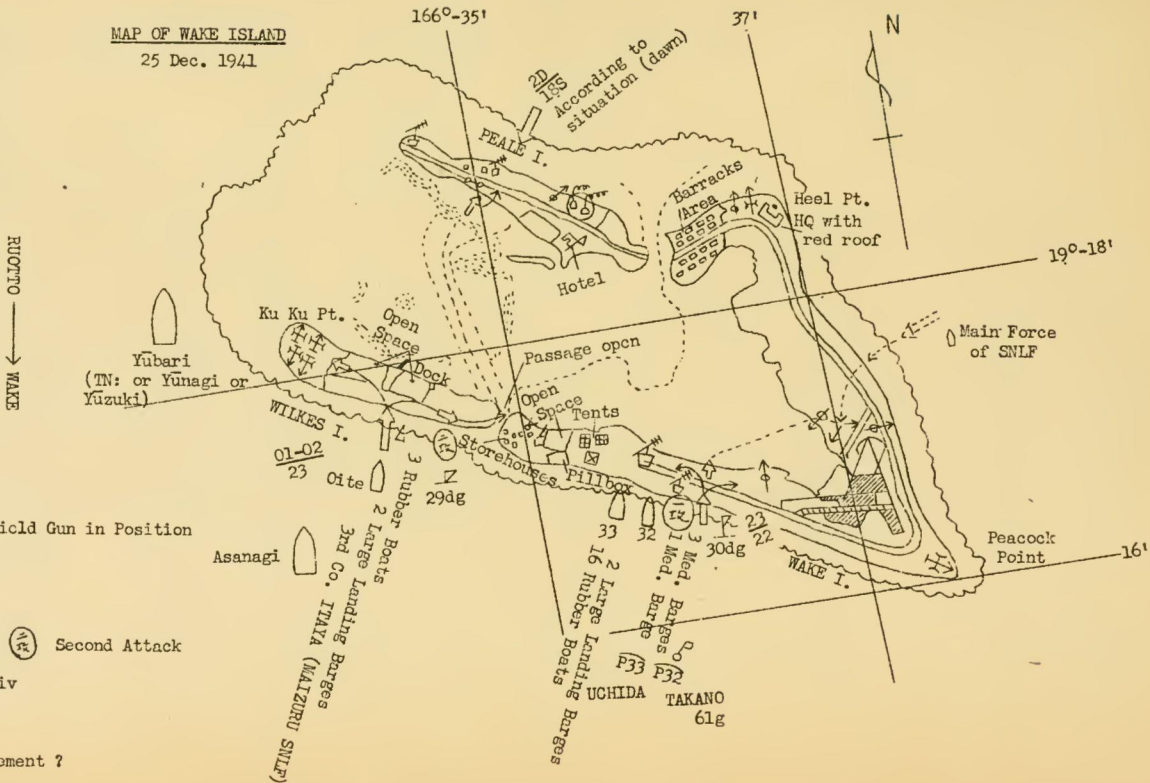 MAP OF WAKE ISLAND
25 Dec. 1941
166°-35'
37'
N
2D
18S
According to
situation (dawn)
PEALE I.
Barracks
Area
Heel Pt.
HQ with
red roof
19°-18'
Hotel
RUOTTO → WAKE
Yūbari
(TN: or Yūnagi or
Yūzuki)
Ku Ku Pt.
Open
Space
Dock
Passage open
Main Force
of SNLF
WILKES I.
Open
Space
Tents
Storehouses
Pillbox
01-02
23
Oite
29dg
33
32
30dg
23
22
WAKE I.
Peacock
Point
16'
ield Gun in Position
Asanagi
3 Rubber Boats
2 Large Landing Barges
3rd Co. ITAYA (MAIZURU SNLF)
2 Large Landing Barges
16 Rubber Boats
3 Med. Barges
1 Med. Barge
P33
P32
UCHIDA
TAKANO
61g
Second Attack
iv
ement ?